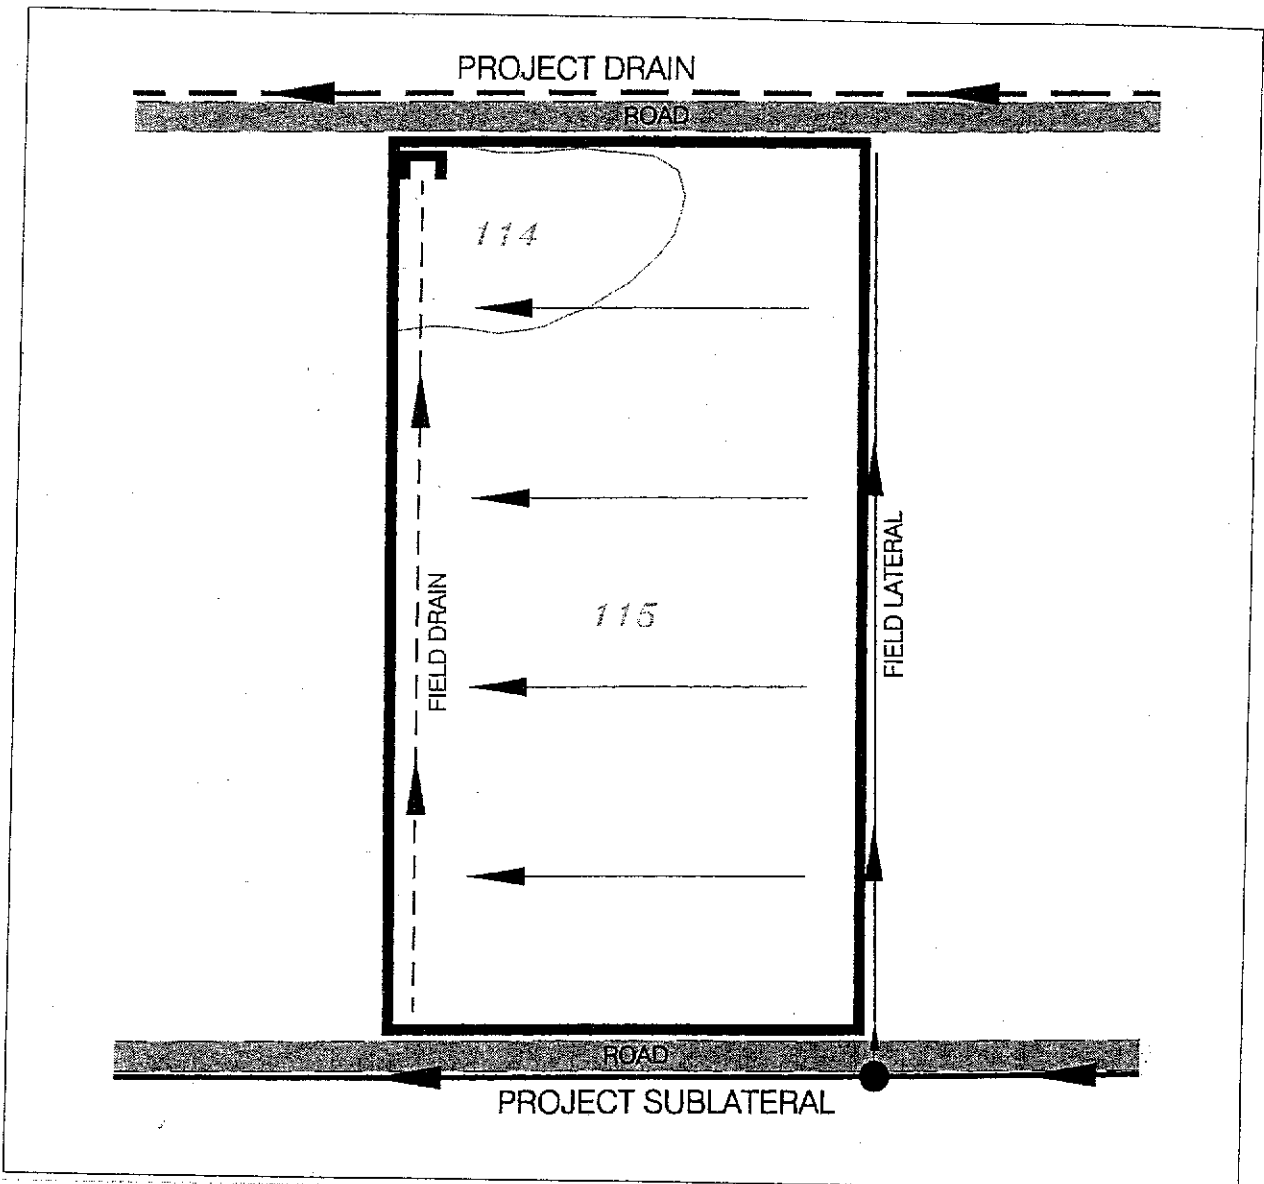 PROJECT DRAIN
ROAD
114
FIELD LATERAL
FIELD DRAIN
115
ROAD
PROJECT SUBLATERAL